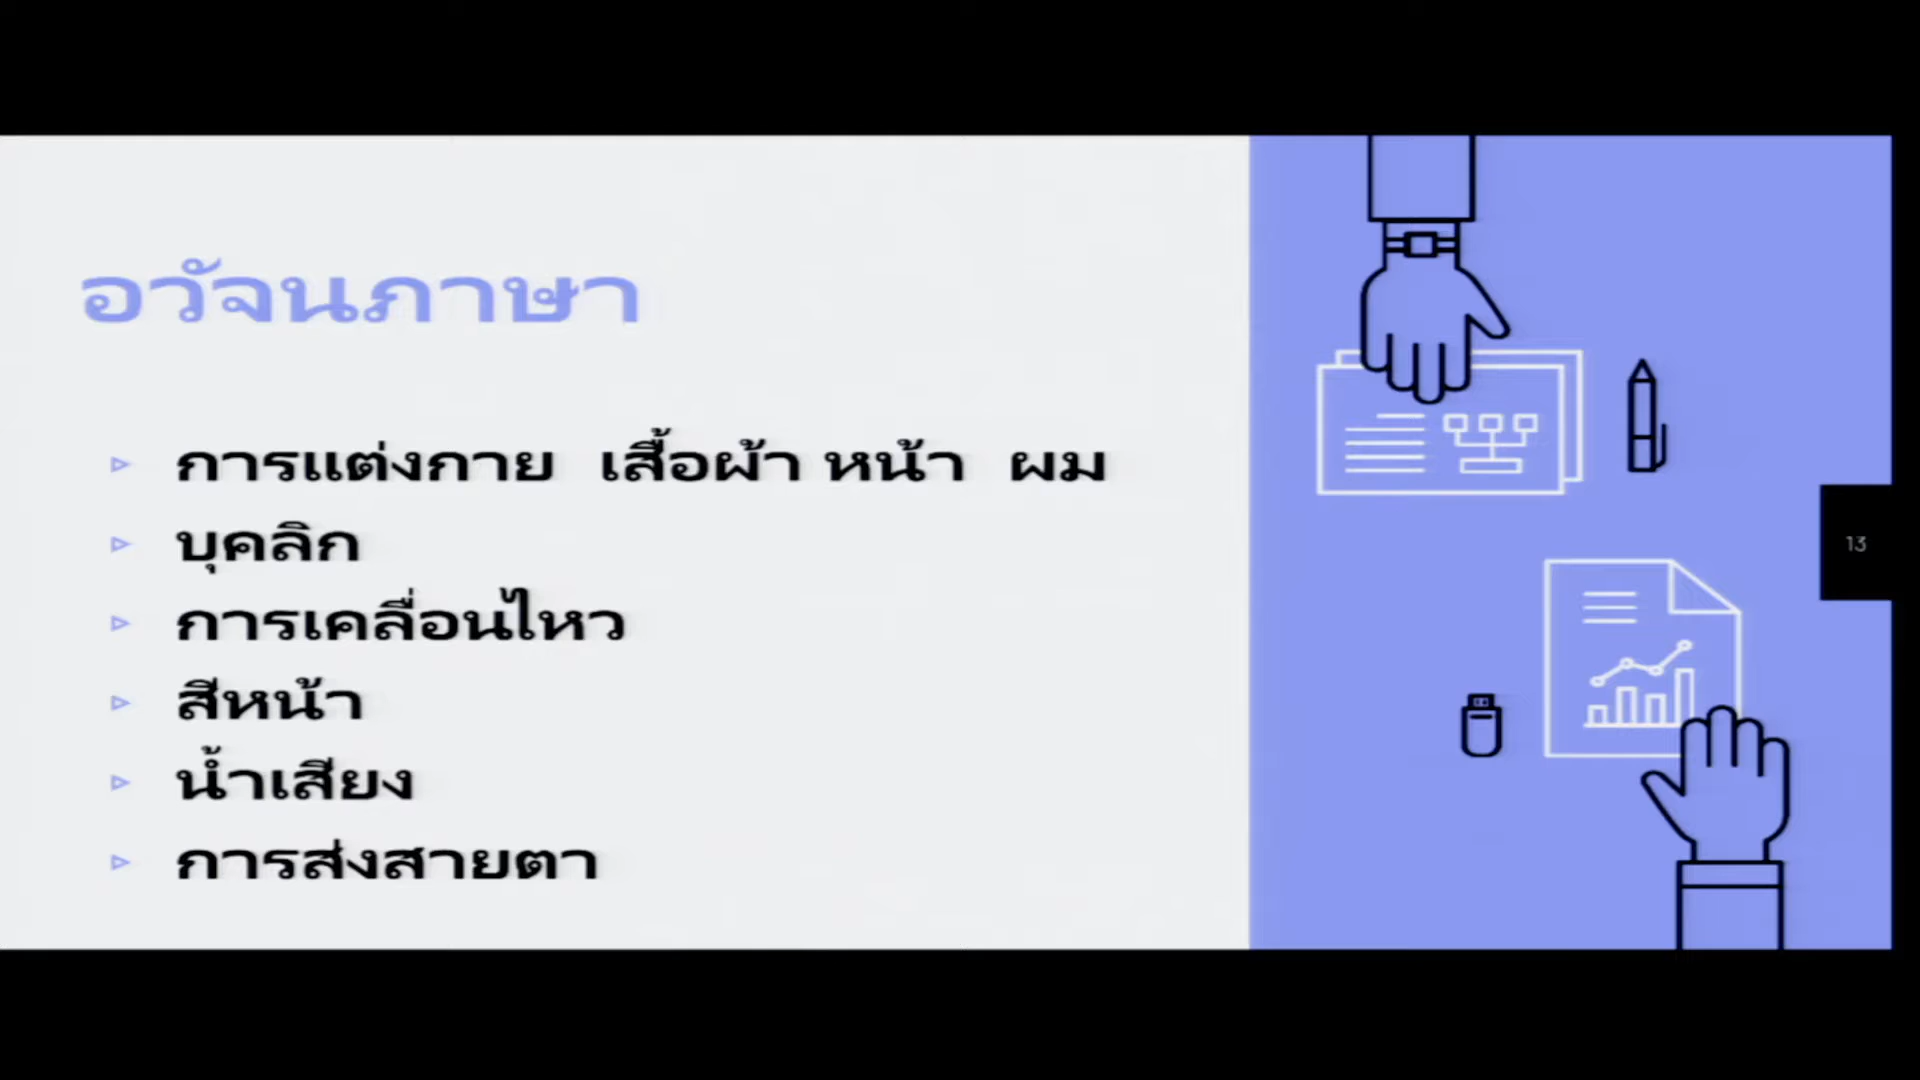 อวัจนภาษา
การแต่งกาย เสื้อผ้า หน้า ผม
บุคลิก
การเคลื่อนไหว
สีหน้า
น้ำเสียง
การส่งสายตา
13